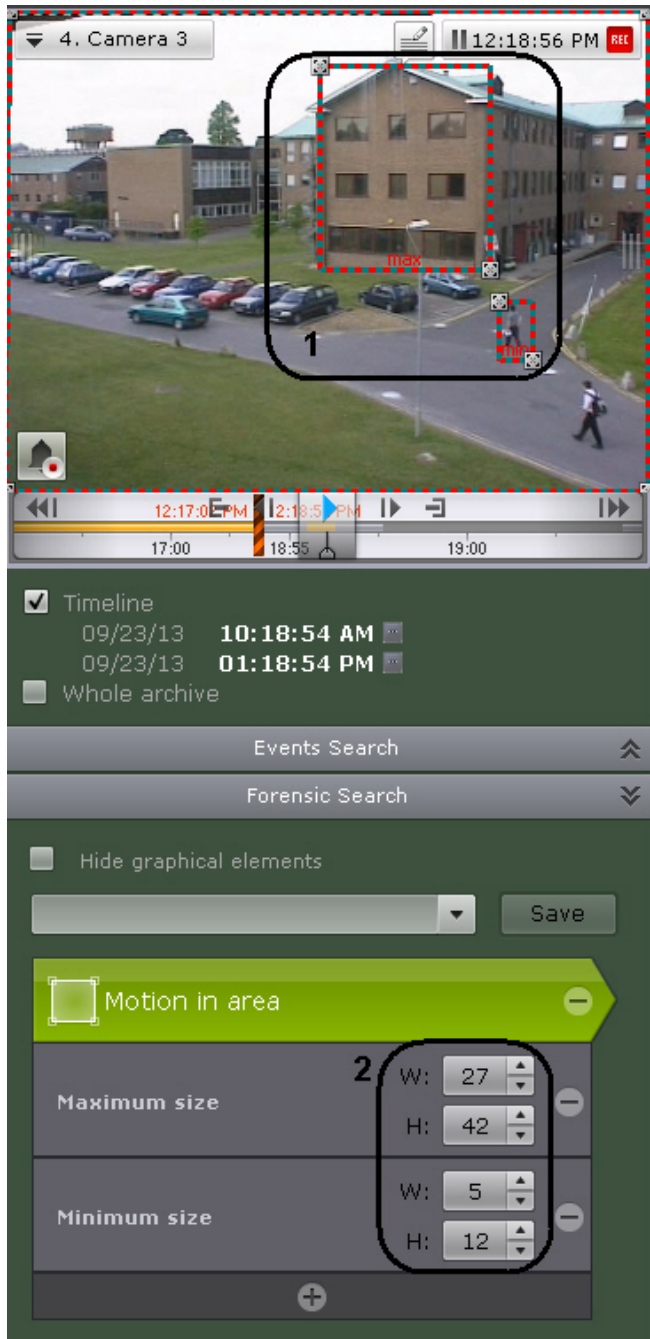 4. Camera 3
12:18:56 PM REC
max
1
min
12:17:02 PM
17:00 18:55 19:00
Timeline
09/23/13 10:18:54 AM
09/23/13 01:18:54 PM
Whole archive
Events Search
Forensic Search
Hide graphical elements
Save
Motion in area
2
Maximum size
W: 27
H: 42
Minimum size
W: 5
H: 12